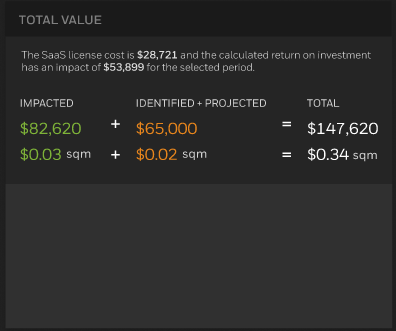 TOTAL VALUE
The SaaS license cost is $28,721 and the calculated return on investment
has an impact of $53,899 for the selected period.
IMPACTED IDENTIFIED + PROJECTED TOTAL
$82,620 + $65,000 = $147,620
$0.03 sqm + $0.02 sqm = $0.34 sqm